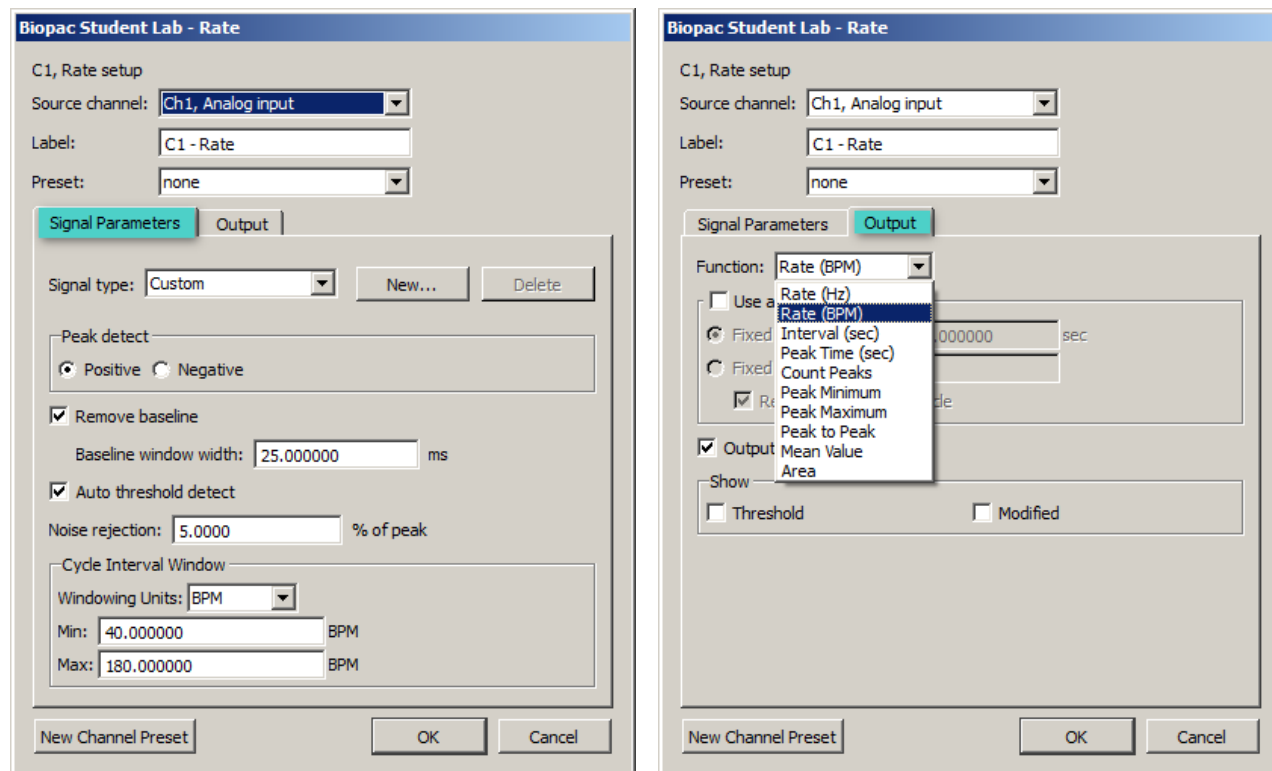 Biopac Student Lab - Rate
C1, Rate setup
Source channel: Ch1, Analog input
Label: C1 - Rate
Preset: none
Signal Parameters Output
Signal type: Custom New... Delete
Peak detect
Positive Negative
Remove baseline
Baseline window width: 25.000000 ms
Auto threshold detect
Noise rejection: 5.0000 % of peak
Cycle Interval Window
Windowing Units: BPM
Min: 40.000000 BPM
Max: 180.000000 BPM
New Channel Preset OK Cancel
Biopac Student Lab - Rate
C1, Rate setup
Source channel: Ch1, Analog input
Label: C1 - Rate
Preset: none
Signal Parameters Output
Function: Rate (BPM)
Rate (Hz)
Use a
Rate (BPM)
Fixed Interval (sec) .000000 sec
Peak Time (sec)
Fixed Count Peaks
Peak Minimum
Re Peak Maximum
Peak to Peak
Output Mean Value
Area
Show
Threshold Modified
New Channel Preset OK Cancel